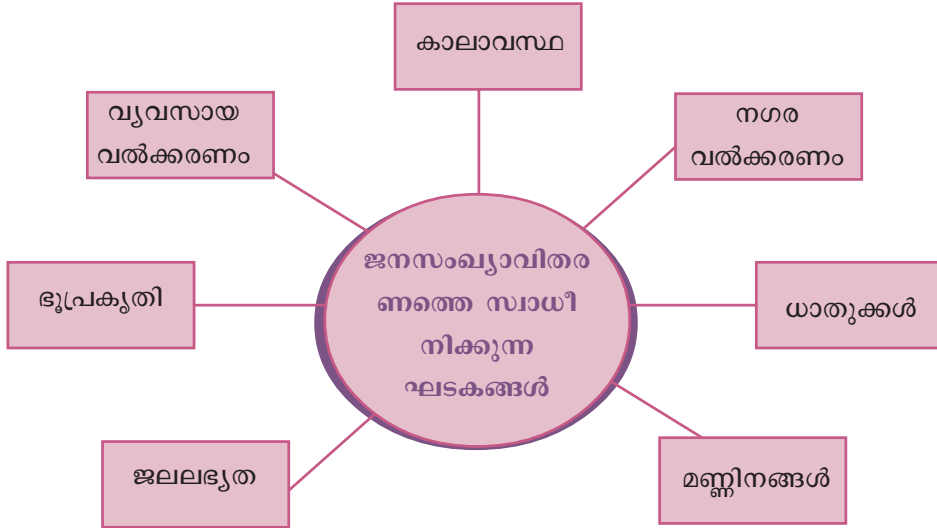 കാലാവസ്ഥ
വ്യവസായ
വൽക്കരണം
നഗര
വൽക്കരണം
ജനസംഖ്യാവിതര
ണത്തെ സ്വാധീ
നിക്കുന്ന
ഘടകങ്ങൾ
ഭൂപ്രകൃതി
ധാതുക്കൾ
ജലലഭ്യത
മണ്ണിനങ്ങൾ